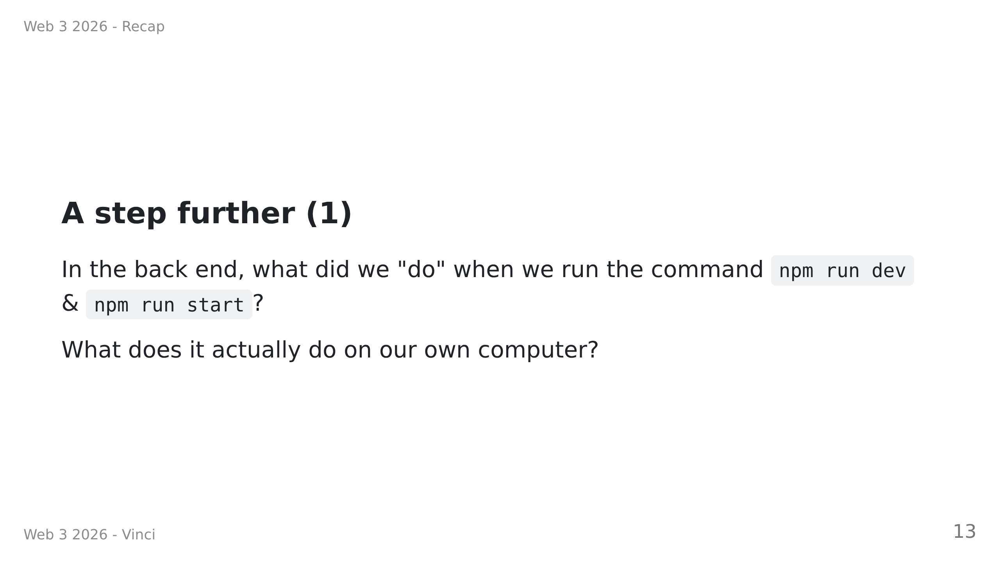 Web 3 2026 - Recap
A step further (1)
In the back end, what did we "do" when we run the command npm run dev
& npm run start?
What does it actually do on our own computer?
Web 3 2026 - Vinci
13